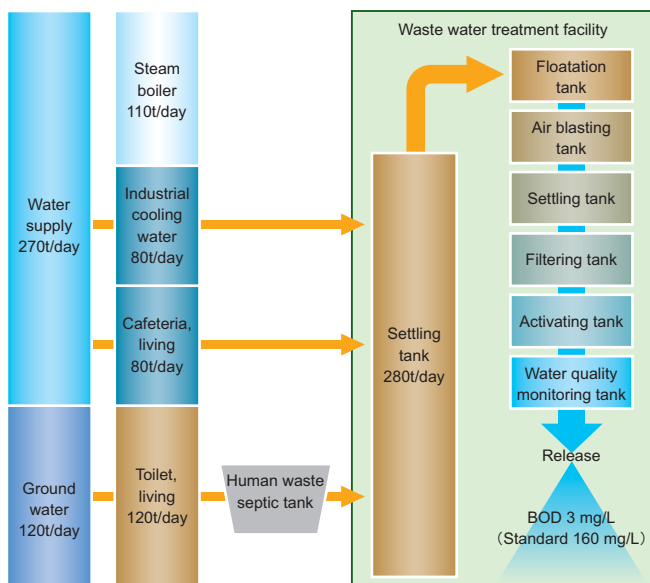 Water
supply
270t/day
Ground
water
120t/day
Steam
boiler
110t/day
Industrial
cooling
water
80t/day
Cafeteria,
living
80t/day
Toilet,
living
120t/day
Human waste
septic tank
Waste water treatment facility
Settling
tank
280t/day
Floatation
tank
Air blasting
tank
Settling tank
Filtering tank
Activating tank
Water quality
monitoring tank
Release
BOD 3 mg/L
（Standard 160 mg/L）